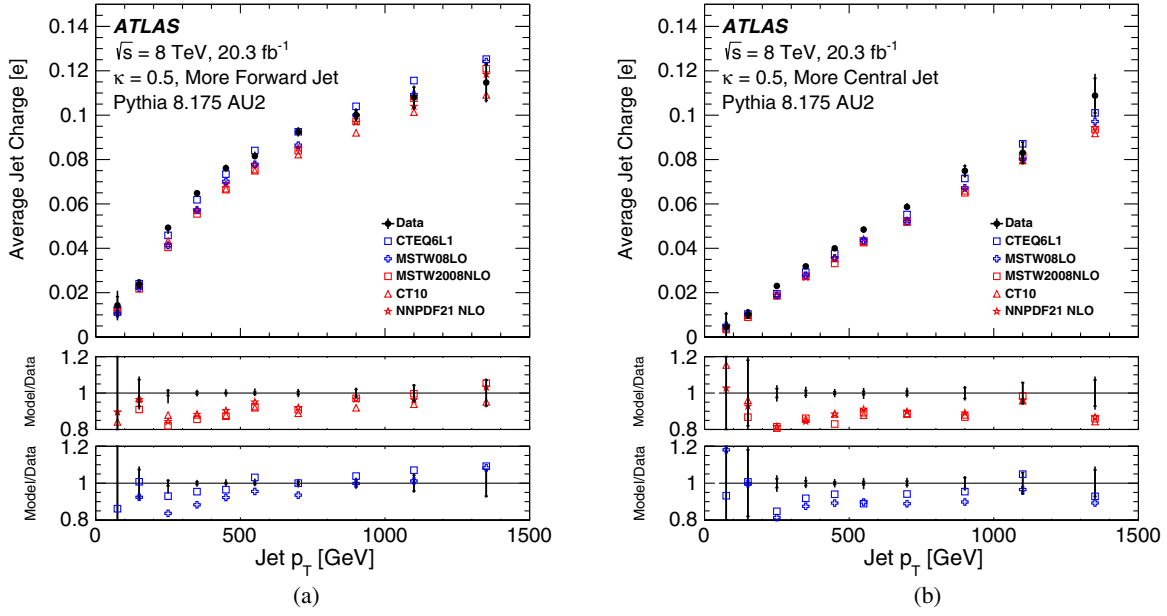 ATLAS
√s = 8 TeV, 20.3 fb⁻¹
κ = 0.5, More Forward Jet
Pythia 8.175 AU2
Average Jet Charge [e]
0.14
0.12
0.1
0.08
0.06
0.04
0.02
0
Data
CTEQ6L1
MSTW08LO
MSTW2008NLO
CT10
NNPDF21 NLO
Model/Data
1.2
1
0.8
Model/Data
1.2
1
0.8
0 500 1000 1500
Jet p_T [GeV]
(a)
ATLAS
√s = 8 TeV, 20.3 fb⁻¹
κ = 0.5, More Central Jet
Pythia 8.175 AU2
Average Jet Charge [e]
0.14
0.12
0.1
0.08
0.06
0.04
0.02
0
Data
CTEQ6L1
MSTW08LO
MSTW2008NLO
CT10
NNPDF21 NLO
Model/Data
1.2
1
0.8
Model/Data
1.2
1
0.8
0 500 1000 1500
Jet p_T [GeV]
(b)